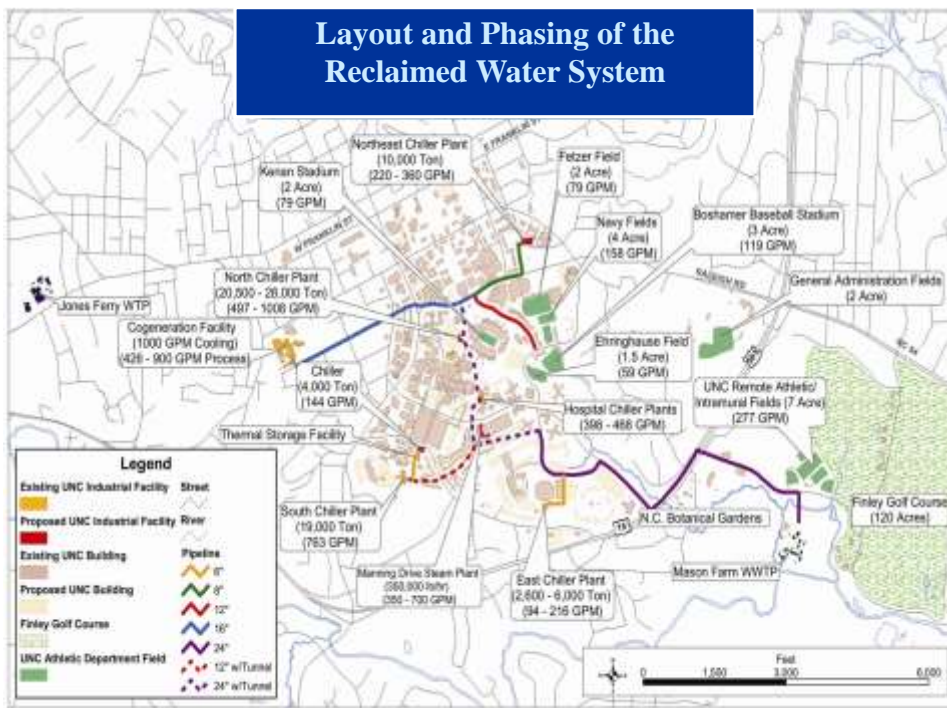 Layout and Phasing of the
Reclaimed Water System
Northeast Chiller Plant
(10,000 Ton)
(220 - 360 GPM)
E FRANKLIN ST
Kenan Stadium
(2 Acre)
(79 GPM)
Fetzer Field
(2 Acre)
(79 GPM)
Navy Fields
(4 Acre)
(158 GPM)
Boshamer Baseball Stadium
(3 Acre)
(119 GPM)
W FRANKLIN ST
RALEIGH RD
General Administration Fields
(2 Acre)
North Chiller Plant
(20,500 - 28,000 Ton)
(497 - 1008 GPM)
Jones Ferry WTP
Cogeneration Facility
(1000 GPM Cooling)
(426 - 900 GPM Process)
Ehringhause Field
(1.5 Acre)
(59 GPM)
Chiller
(4,000 Ton)
(144 GPM)
UNC Remote Athletic/
Intramural Fields (7 Acre)
(277 GPM)
Hospital Chiller Plants
(398 - 468 GPM)
Thermal Storage Facility
South Chiller Plant
(19,000 Ton)
(763 GPM)
N.C. Botanical Gardens
Finley Golf Course
(120 Acres)
Manning Drive Steam Plant
(350 - 700 GPM)
East Chiller Plant
(2,600 - 6,000 Ton)
(94 - 216 GPM)
Mason Farm WWTP
Legend
Existing UNC Industrial Facility
Proposed UNC Industrial Facility
Existing UNC Building
Proposed UNC Building
Finley Golf Course
UNC Athletic Department Field
Street
River
Pipeline
6"
8"
12"
16"
24"
12" w/Tunnel
24" w/Tunnel
Feet
0 1,500 3,000 6,000